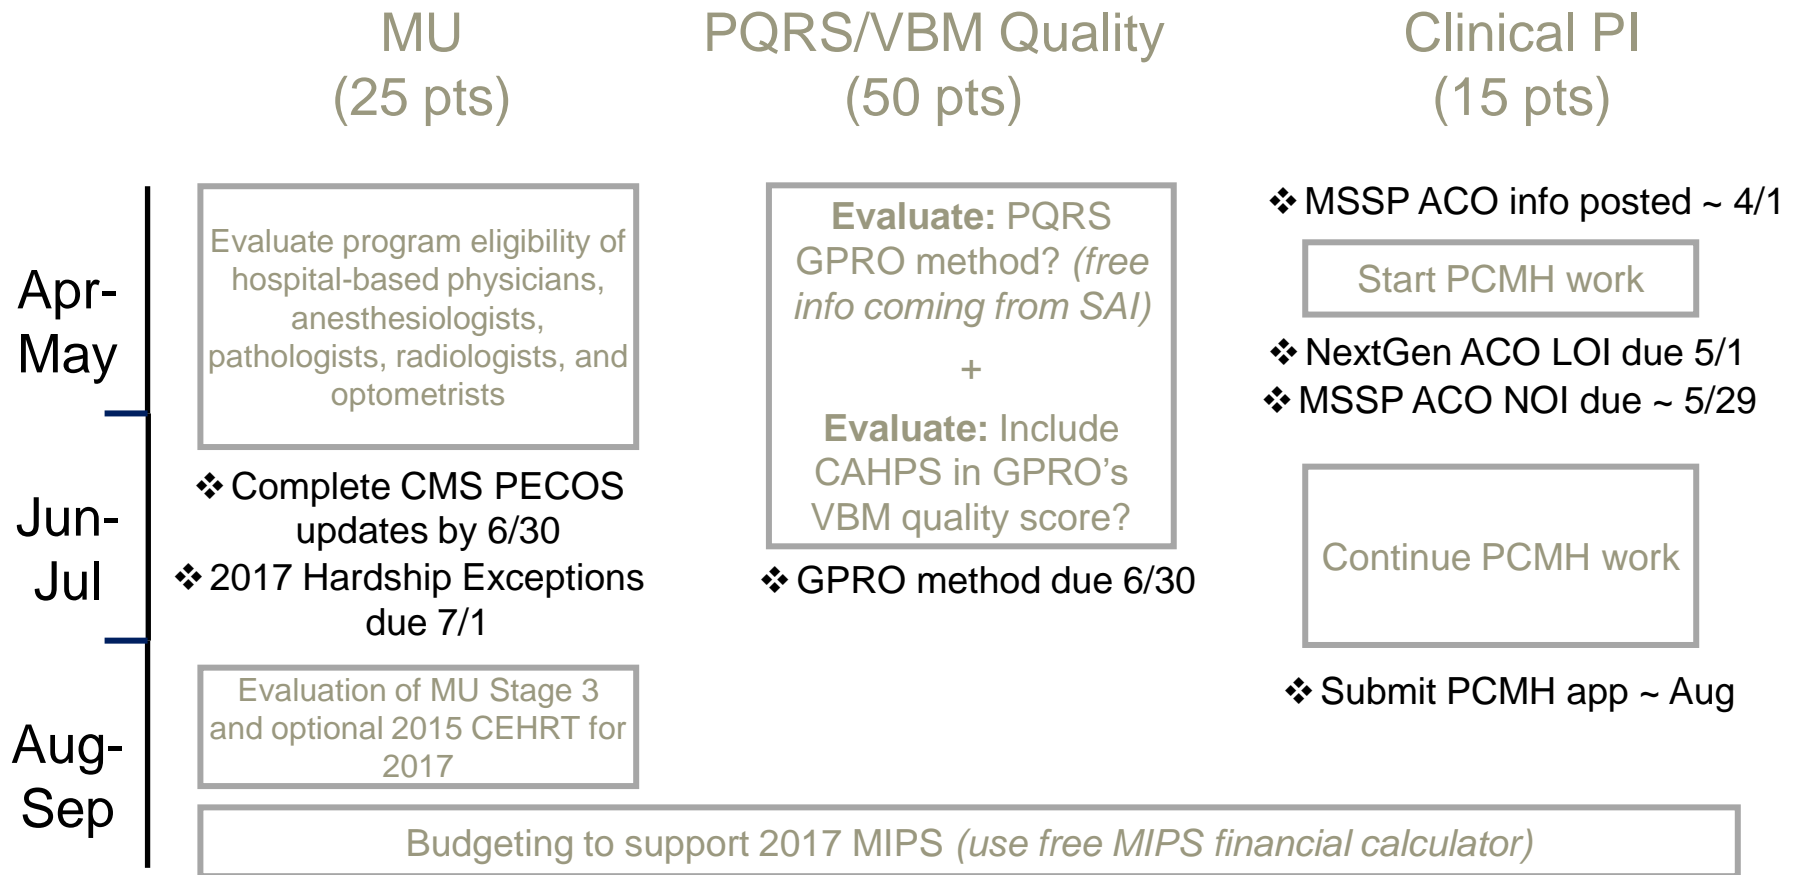 MU
(25 pts)
PQRS/VBM Quality
(50 pts)
Clinical PI
(15 pts)
Apr-
May
Evaluate program eligibility of
hospital-based physicians,
anesthesiologists,
pathologists, radiologists, and
optometrists
Evaluate: PQRS
GPRO method? (free
info coming from SAI)
+
Evaluate: Include
CAHPS in GPRO's
VBM quality score?
❖ MSSP ACO info posted ~ 4/1
Start PCMH work
❖ NextGen ACO LOI due 5/1
❖ MSSP ACO NOI due ~ 5/29
Jun-
Jul
❖ Complete CMS PECOS
updates by 6/30
❖ 2017 Hardship Exceptions
due 7/1
❖ GPRO method due 6/30
Continue PCMH work
Aug-
Sep
Evaluation of MU Stage 3
and optional 2015 CEHRT for
2017
❖ Submit PCMH app ~ Aug
Budgeting to support 2017 MIPS (use free MIPS financial calculator)